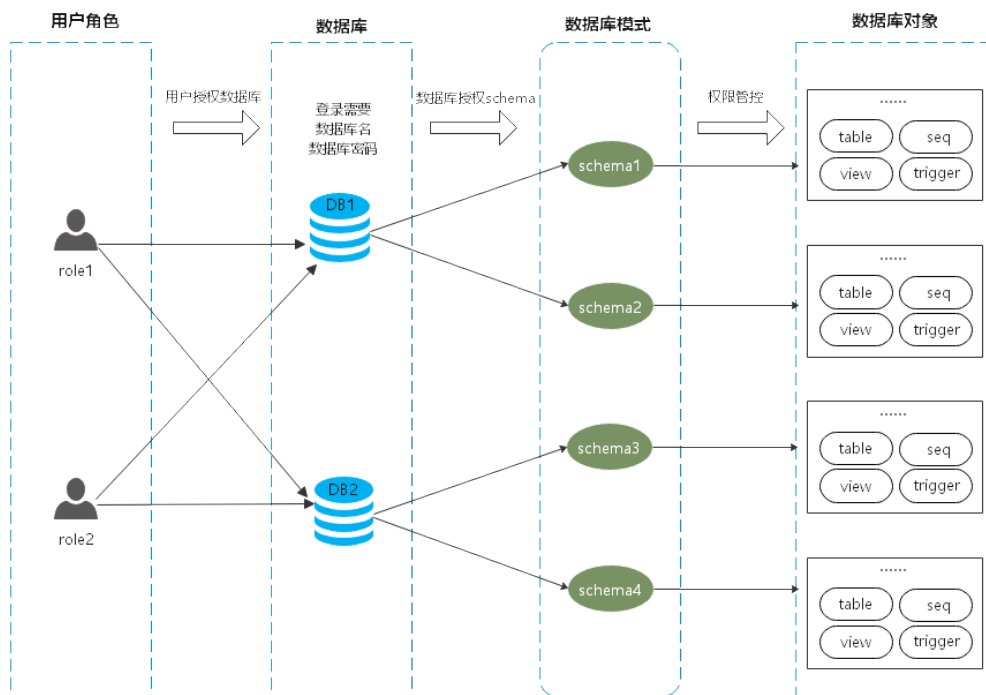 用户角色
数据库
数据库模式
数据库对象
用户授权数据库
登录需要
数据库名
数据库密码
数据库授权schema
权限管控
role1
role2
DB1
DB2
schema1
schema2
schema3
schema4
......
table
seq
view
trigger
......
table
seq
view
trigger
......
table
seq
view
trigger
......
table
seq
view
trigger